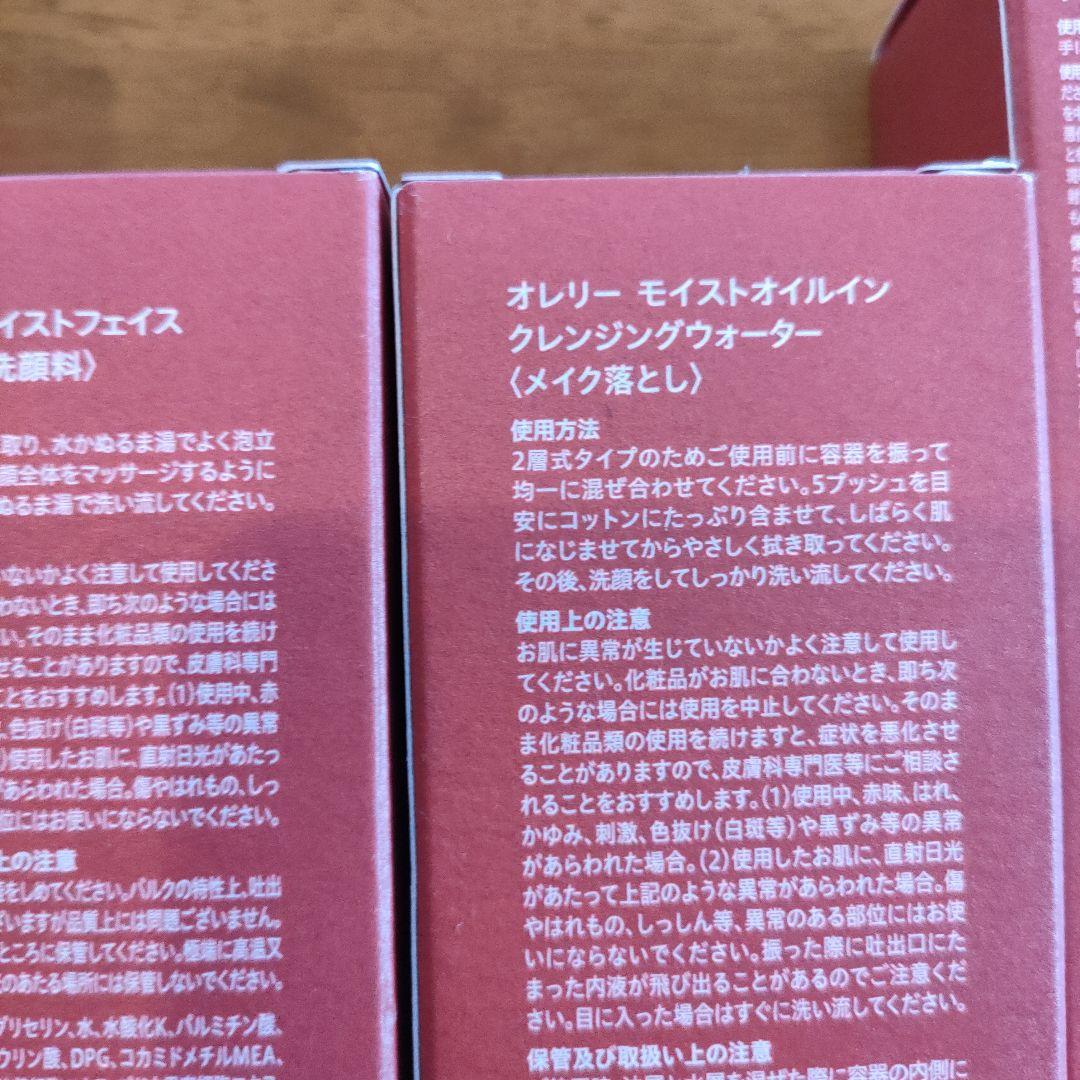 イストフェイス
洗顔料〉
取り、水かぬるま湯でよく泡立
顔全体をマッサージするように
ぬるま湯で洗い流してください。
いないかよく注意して使用してくださ
わないとき、即ち次のような場合には
い。そのまま化粧品類の使用を続け
せることがありますので、皮膚科専門
ことをおすすめします。(1)使用中、赤
、色抜け(白斑等)や黒ずみ等の異常
)使用したお肌に、直射日光があたっ
があらわれた場合。傷やはれもの、しっ
位にはお使いにならないでください。
上の注意
をしめてください。バルクの特性上、吐出
ざいますが品質上には問題ございません。
ところに保管してください。極端に高温又
のあたる場所には保管しないでください。
グリセリン、水、水酸化K、パルミチン酸、
ウリン酸、DPG、コカミドメチルMEA、
オレリー モイストオイルイン
クレンジングウォーター
〈メイク落とし〉
使用方法
2層式タイプのためご使用前に容器を振って
均一に混ぜ合わせてください。5プッシュを目
安にコットンにたっぷり含ませて、しばらく肌
になじませてからやさしく拭き取ってください。
その後、洗顔をしてしっかり洗い流してください。
使用上の注意
お肌に異常が生じていないかよく注意して使用し
てください。化粧品がお肌に合わないとき、即ち次
のような場合には使用を中止してください。そのま
ま化粧品類の使用を続けますと、症状を悪化させ
ることがありますので、皮膚科専門医等にご相談さ
れることをおすすめします。(1)使用中、赤味、はれ、
かゆみ、刺激、色抜け(白斑等)や黒ずみ等の異常
があらわれた場合。(2)使用したお肌に、直射日光
があたって上記のような異常があらわれた場合。傷
やはれもの、しっしん等、異常のある部位にはお使
いにならないでください。振った際に吐出口にた
まった内液が飛び出ることがあるのでご注意くだ
さい。目に入った場合はすぐに洗い流してください。
保管及び取扱い上の注意
使用
手に
使用
ださ